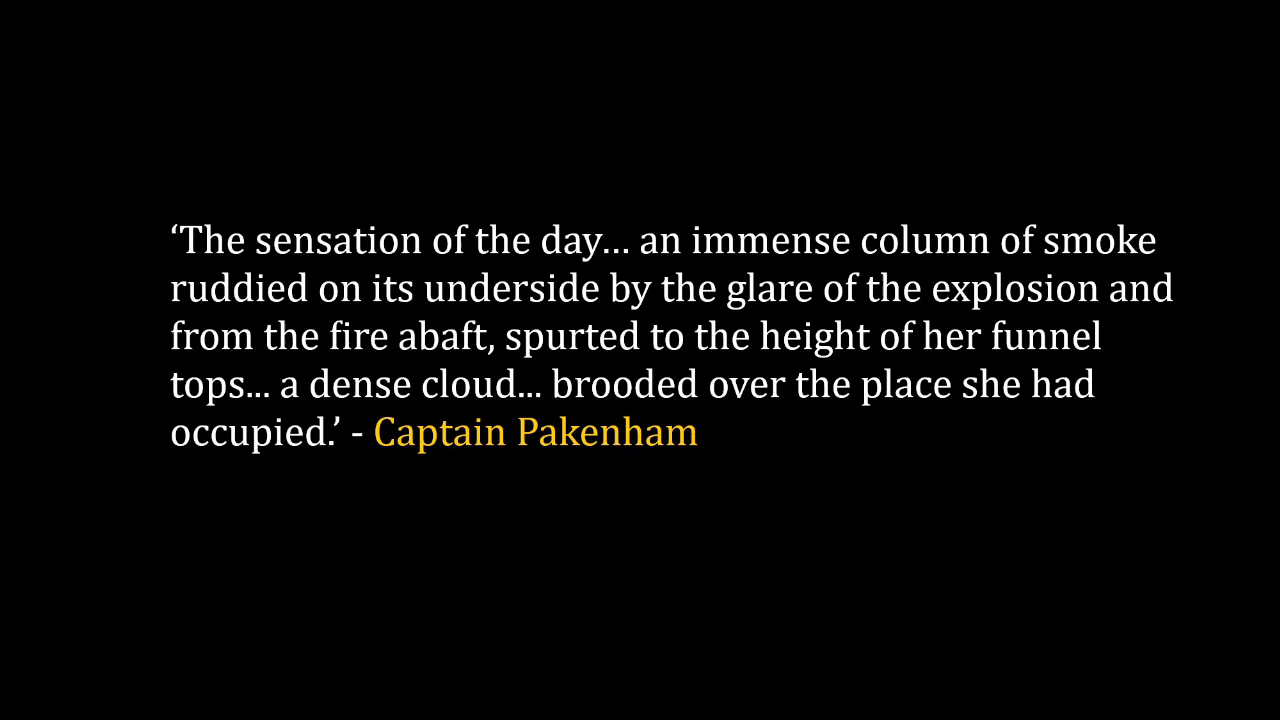 ‘The sensation of the day... an immense column of smoke
ruddied on its underside by the glare of the explosion and
from the fire abaft, spurted to the height of her funnel
tops... a dense cloud... brooded over the place she had
occupied.’ - Captain Pakenham